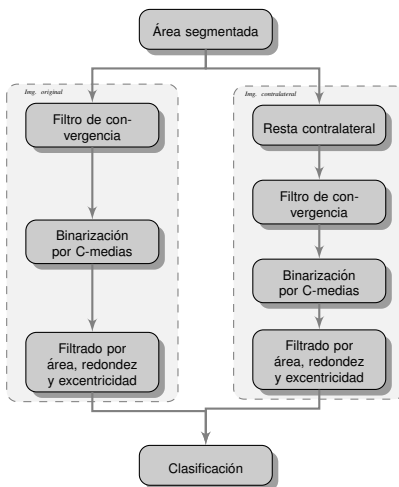 Área segmentada
Img. original
Filtro de con-
vergencia
Binarización
por C-medias
Filtrado por
área, redondez
y excentricidad
Img. contralateral
Resta contralateral
Filtro de con-
vergencia
Binarización
por C-medias
Filtrado por
área, redondez
y excentricidad
Clasificación